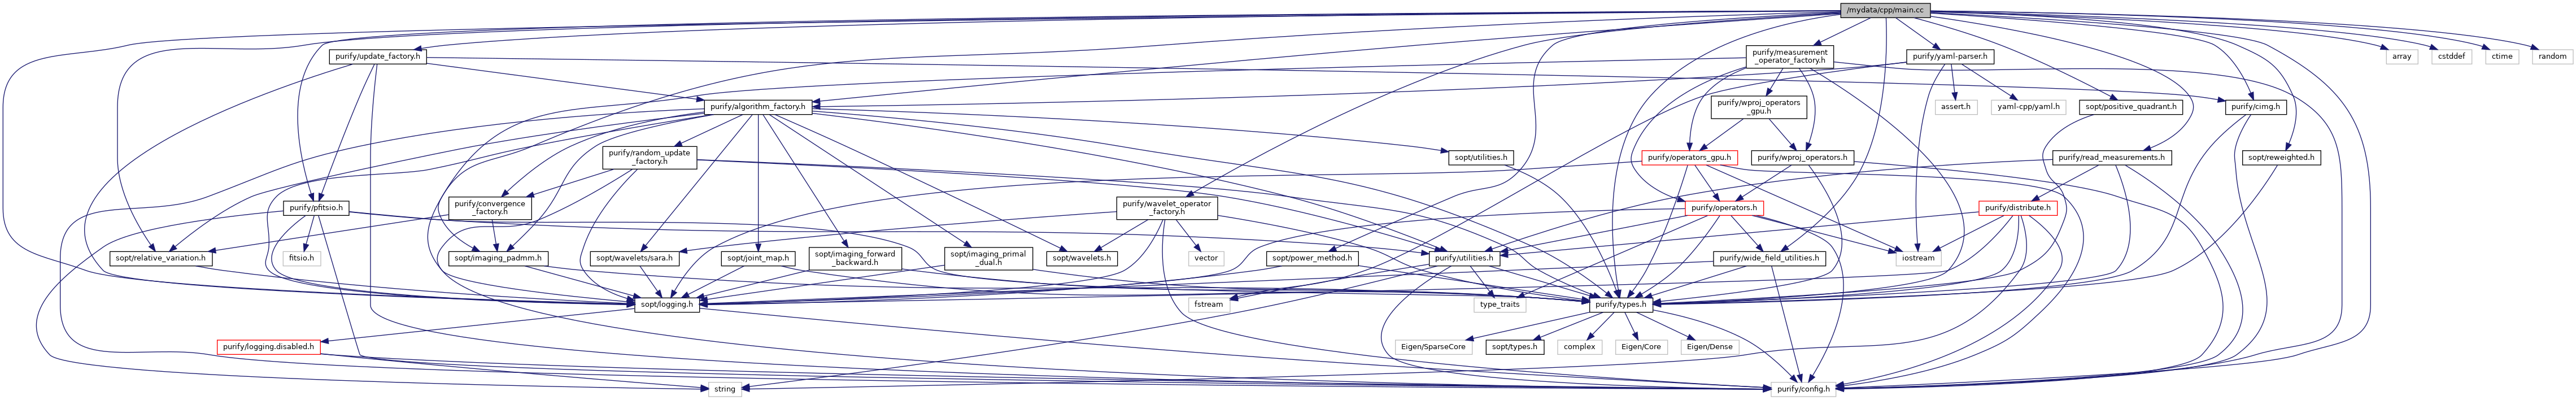 /mydata/cpp/main.cc
purify/update_factory.h
purify/measurement
_operator_factory.h
purify/yaml-parser.h
array
cstddef
ctime
random
purify/algorithm_factory.h
purify/wproj_operators
_gpu.h
assert.h
yaml-cpp/yaml.h
sopt/positive_quadrant.h
purify/cimg.h
purify/random_update
_factory.h
sopt/utilities.h
purify/operators_gpu.h
purify/wproj_operators.h
purify/read_measurements.h
sopt/reweighted.h
purify/pfitsio.h
purify/convergence
_factory.h
purify/wavelet_operator
_factory.h
purify/operators.h
purify/distribute.h
sopt/relative_variation.h
fitsio.h
sopt/imaging_padmm.h
sopt/wavelets/sara.h
sopt/joint_map.h
sopt/imaging_forward
_backward.h
sopt/imaging_primal
_dual.h
sopt/wavelets.h
vector
sopt/power_method.h
purify/utilities.h
purify/wide_field_utilities.h
iostream
sopt/logging.h
fstream
type_traits
purify/types.h
purify/logging.disabled.h
Eigen/SparseCore
sopt/types.h
complex
Eigen/Core
Eigen/Dense
string
purify/config.h